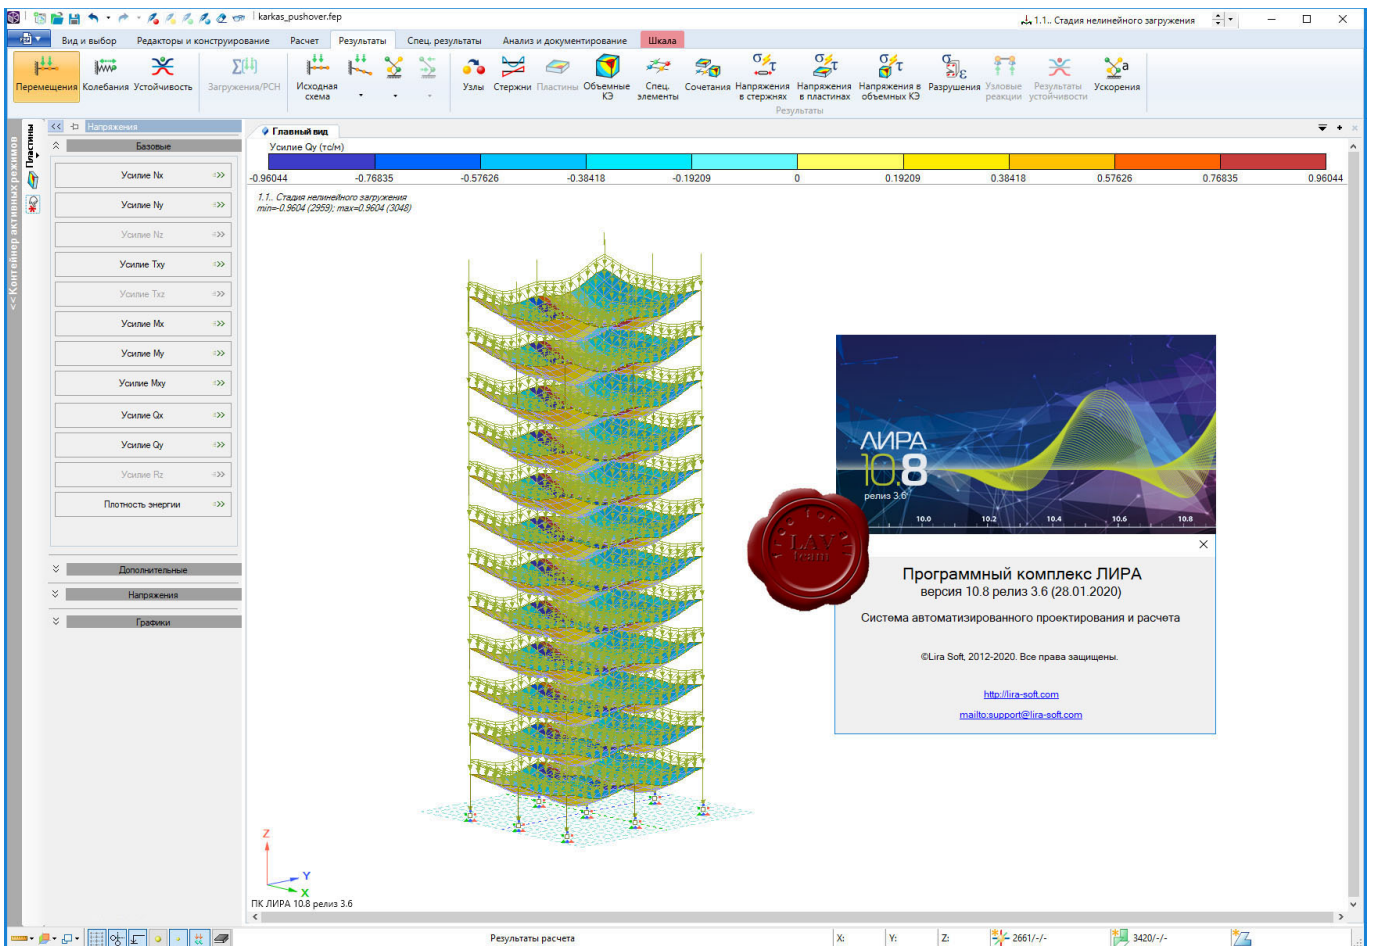 karkas_pushover.fep
1.1.. Стадия нелинейного загружения
Вид и выбор Редакторы и конструирование Расчет Результаты Спец. результаты Анализ и документирование Шкала
Перемещения Колебания Устойчивость Загружения/РСН Исходная схема Узлы Стержни Пластины Объемные КЭ Спец. элементы Сочетания Напряжения в стержнях Напряжения в пластинах Напряжения в объемных КЭ Разрушения Узловые реакции Результаты устойчивости Ускорения
Результаты
<< Контейнер активных режимов
Пластины
Напряжения
Базовые
Усилие Nx
Усилие Ny
Усилие Nz
Усилие Txy
Усилие Txz
Усилие Mx
Усилие My
Усилие Mxy
Усилие Qx
Усилие Qy
Усилие Rz
Плотность энергии
Дополнительные
Напряжения
Графики
Главный вид
Усилие Qy (тс/м)
-0.96044 -0.76835 -0.57626 -0.38418 -0.19209 0 0.19209 0.38418 0.57626 0.76835 0.96044
1.1.. Стадия нелинейного загружения
min=-0.9604 (2959); max=0.9604 (3048)
ЛИРА
10.8
релиз 3.6
10.0 10.2 10.4 10.6 10.8
LAV
team
Программный комплекс ЛИРА
версия 10.8 релиз 3.6 (28.01.2020)
Система автоматизированного проектирования и расчета
©Lira Soft, 2012-2020. Все права защищены.
http://lira-soft.com
mailto:support@lira-soft.com
Z
Y
X
ПК ЛИРА 10.8 релиз 3.6
Результаты расчета X: Y: Z: 2661/-/- 3420/-/-